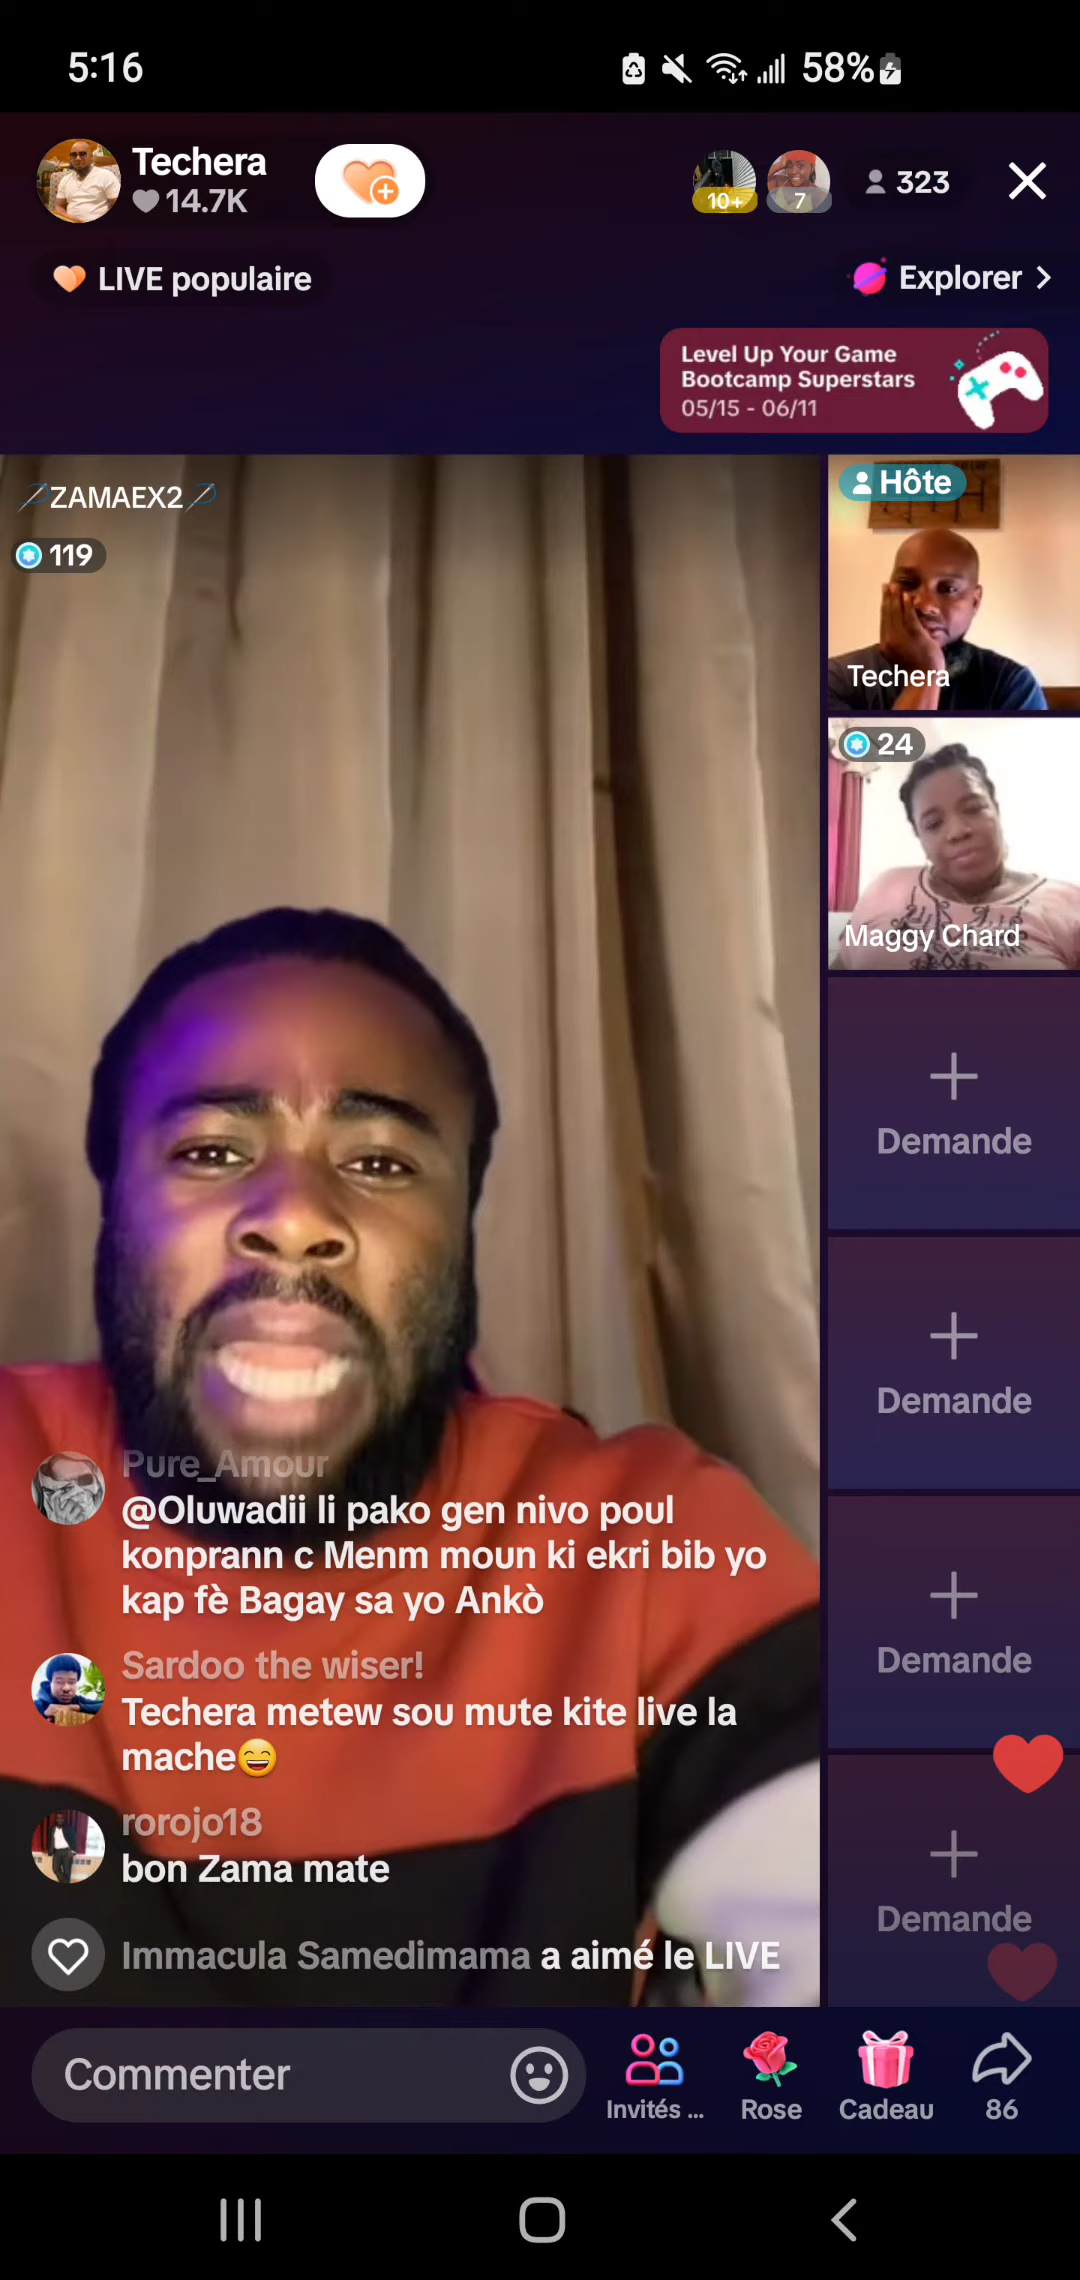 5:16
58%
Techera
14.7K
10+
7
323
LIVE populaire
Explorer
Level Up Your Game
Bootcamp Superstars
05/15 - 06/11
ZAMAEX2
119
Hôte
Techera
24
Maggy Chard
Demande
Demande
Demande
Demande
Pure_Amour
@Oluwadii li pako gen nivo poul
konprann c Menm moun ki ekri bib yo
kap fè Bagay sa yo Ankò
Sardoo the wiser!
Techera metew sou mute kite live la
mache😄
rorojo18
bon Zama mate
Immacula Samedimama a aimé le LIVE
Commenter
Invités ...
Rose
Cadeau
86